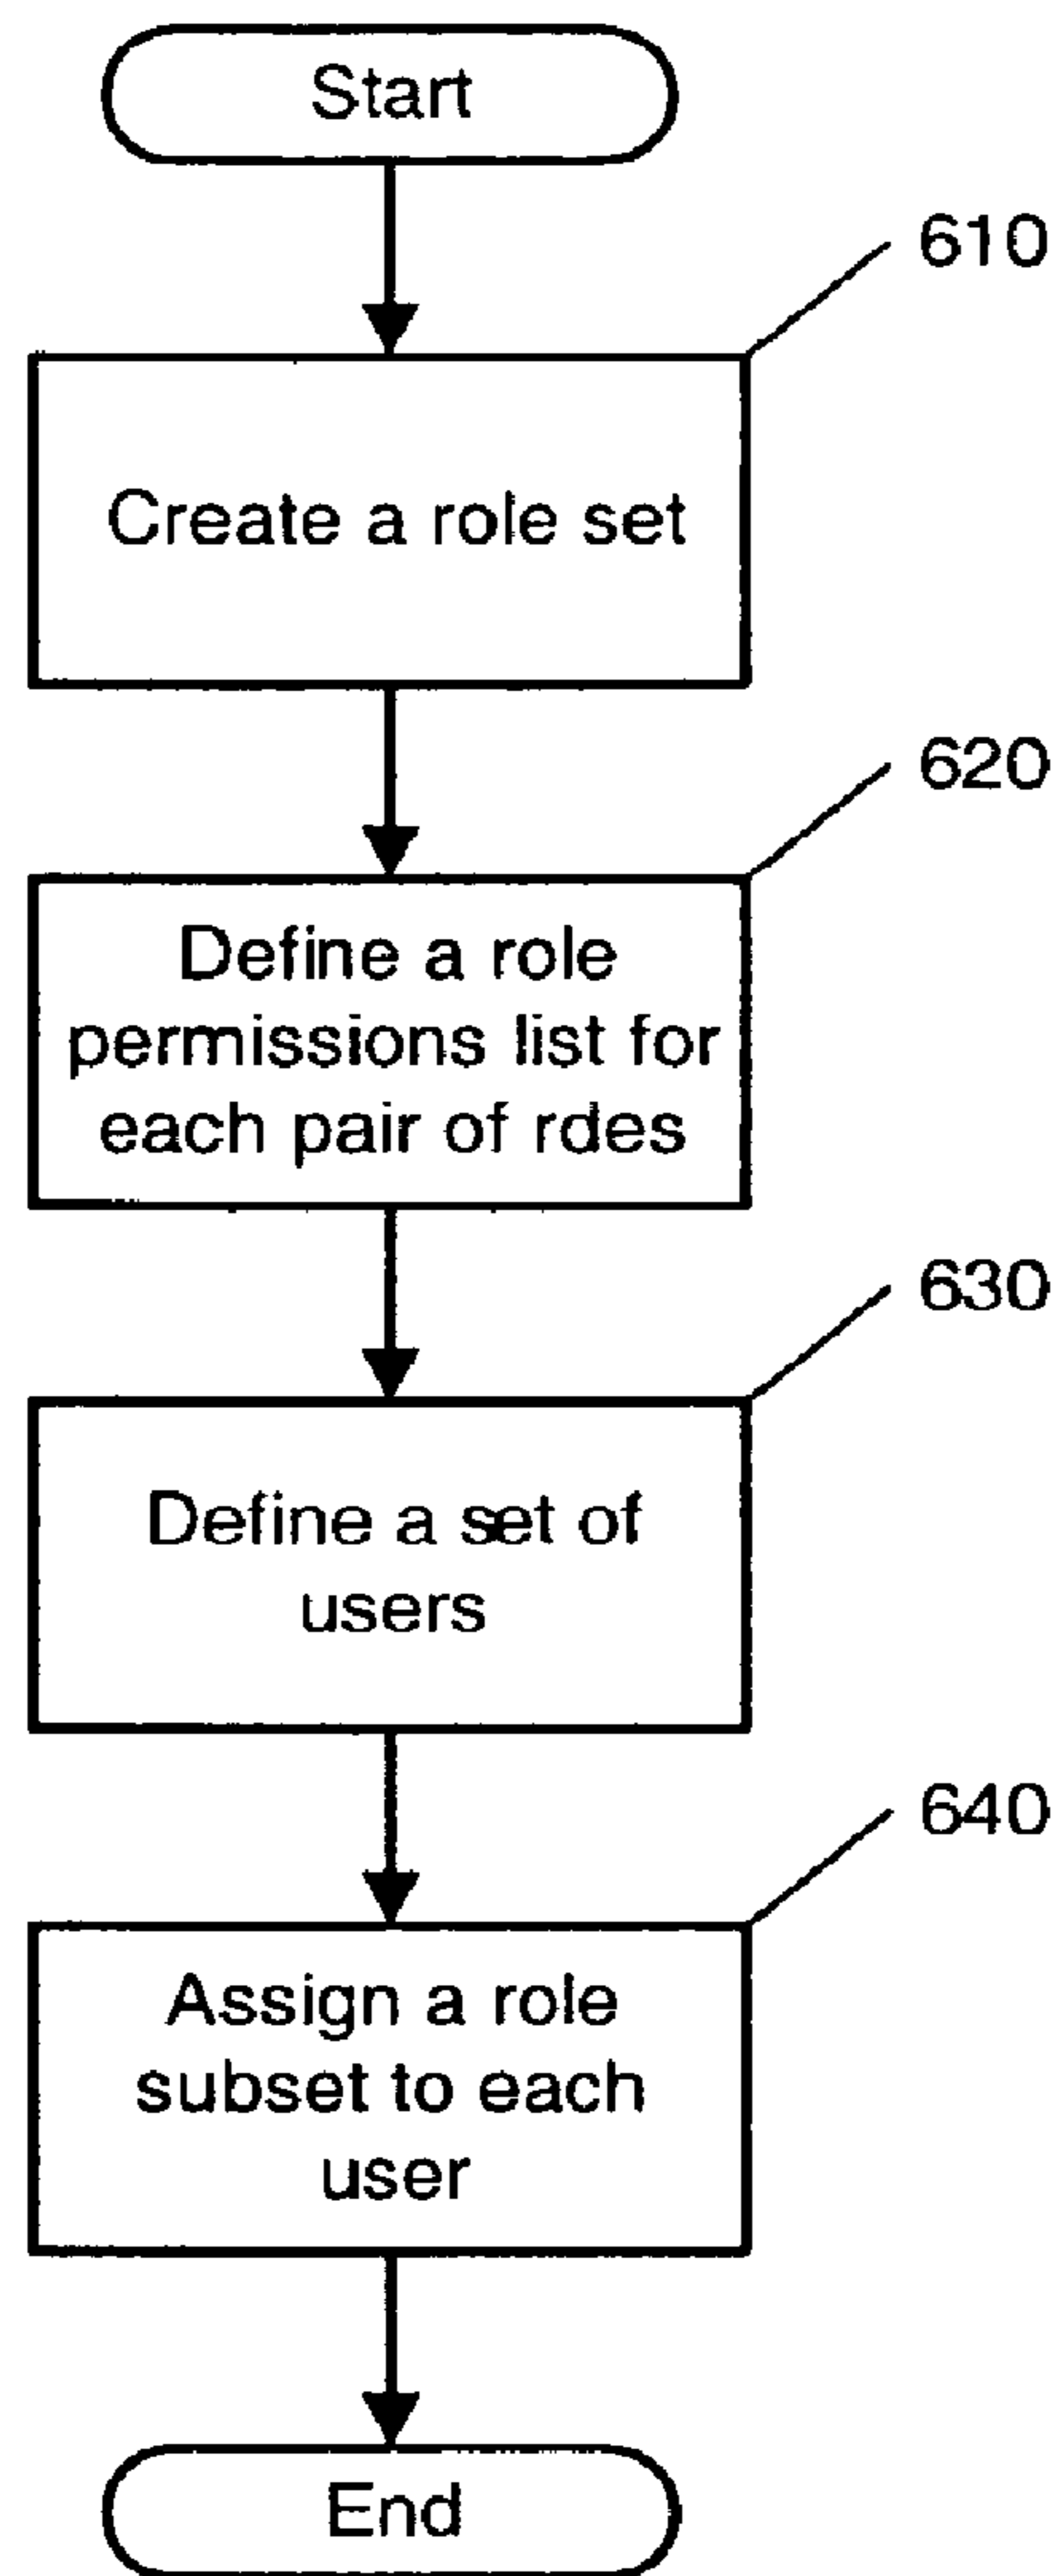 Start
610
Create a role set
620
Define a role
permissions list for
each pair of rdes
630
Define a set of
users
640
Assign a role
subset to each
user
End